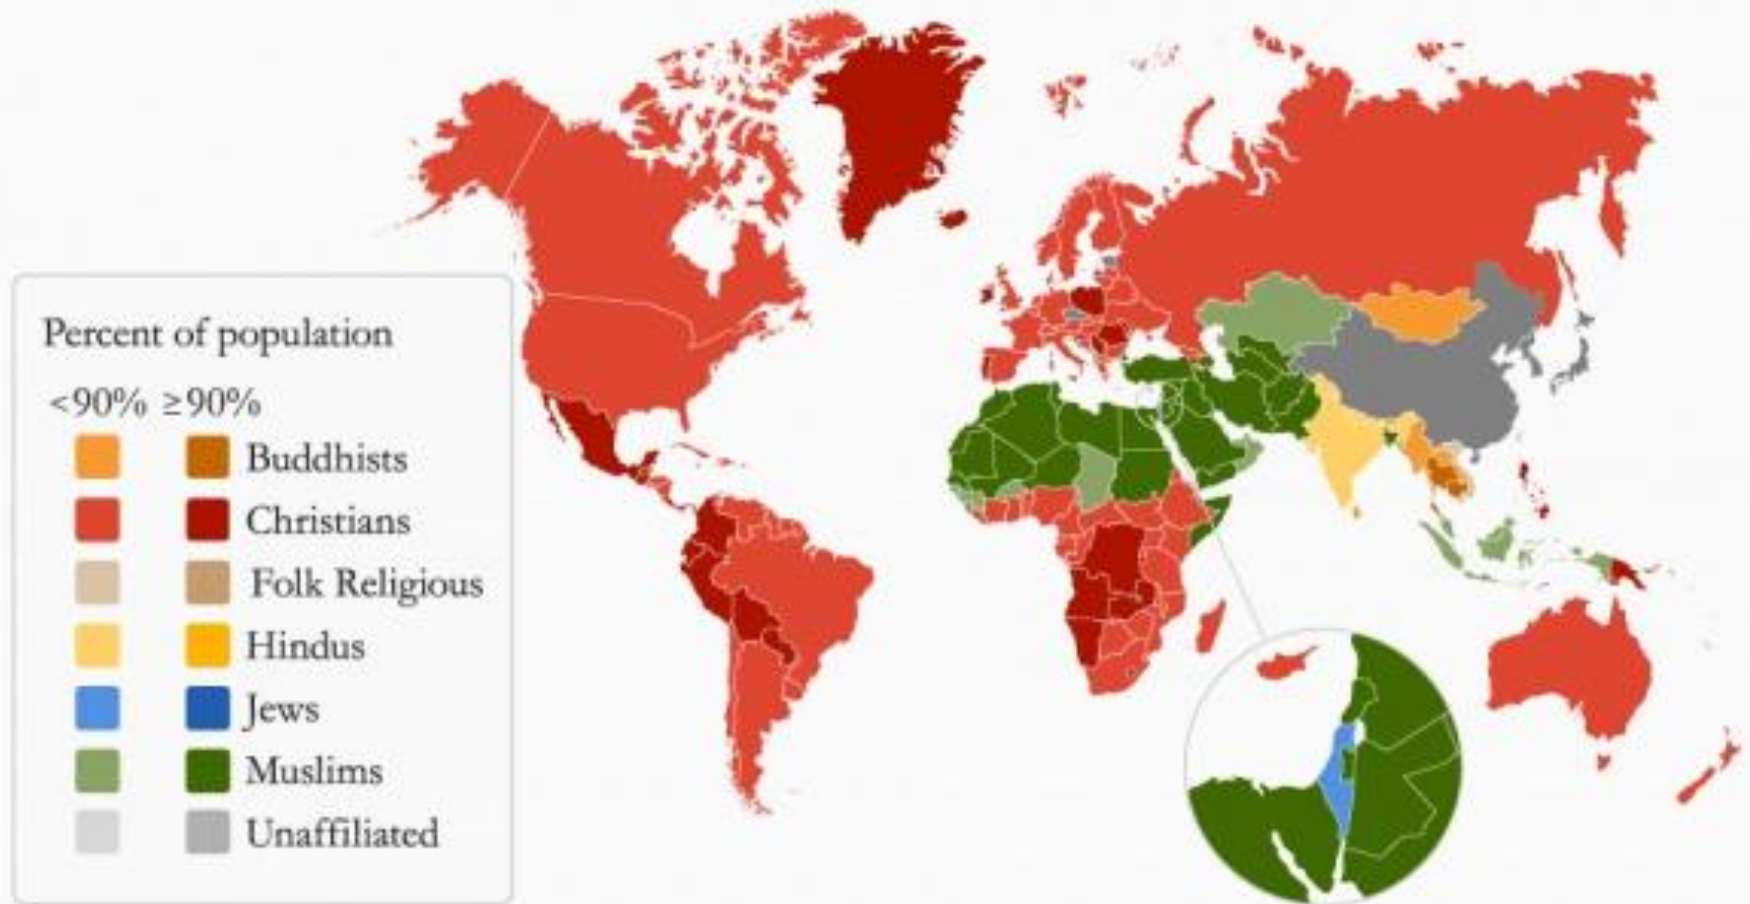 Percent of population
<90% ≥90%
Buddhists
Christians
Folk Religious
Hindus
Jews
Muslims
Unaffiliated